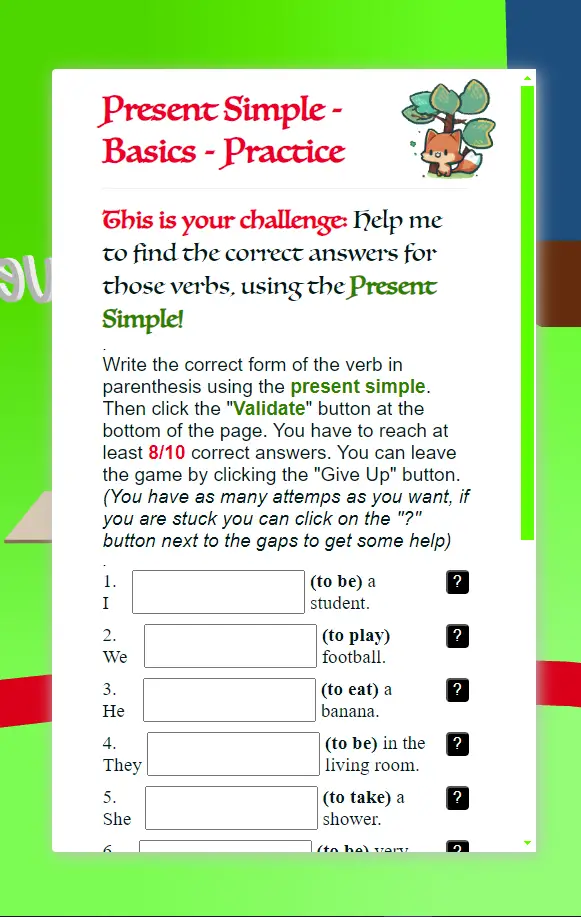 Present Simple -
Basics - Practice
This is your challenge: Help me
to find the correct answers for
those verbs, using the Present
Simple!
.
Write the correct form of the verb in
parenthesis using the present simple.
Then click the "Validate" button at the
bottom of the page. You have to reach at
least 8/10 correct answers. You can leave
the game by clicking the "Give Up" button.
(You have as many attemps as you want, if
you are stuck you can click on the "?"
button next to the gaps to get some help)
.
1. (to be) a ?
I student.
2. (to play) ?
We football.
3. (to eat) a ?
He banana.
4. (to be) in the ?
They living room.
5. (to take) a ?
She shower.
6. (to be) very ?